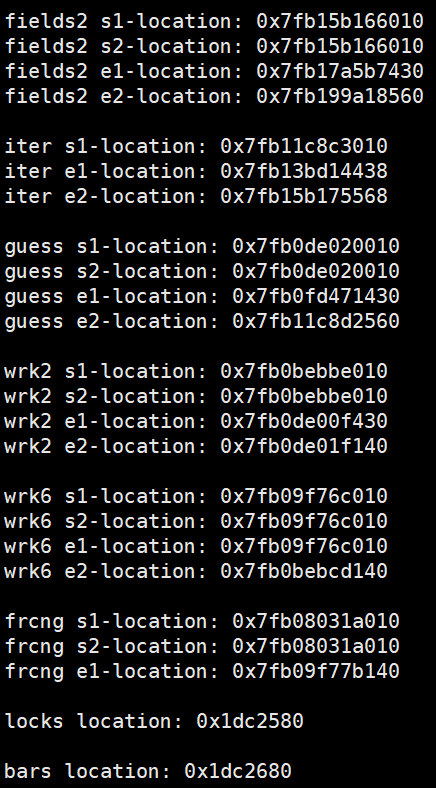 fields2 s1-location: 0x7fb15b166010
fields2 s2-location: 0x7fb15b166010
fields2 e1-location: 0x7fb17a5b7430
fields2 e2-location: 0x7fb199a18560
iter s1-location: 0x7fb11c8c3010
iter e1-location: 0x7fb13bd14438
iter e2-location: 0x7fb15b175568
guess s1-location: 0x7fb0de020010
guess s2-location: 0x7fb0de020010
guess e1-location: 0x7fb0fd471430
guess e2-location: 0x7fb11c8d2560
wrk2 s1-location: 0x7fb0bebbe010
wrk2 s2-location: 0x7fb0bebbe010
wrk2 e1-location: 0x7fb0de00f430
wrk2 e2-location: 0x7fb0de01f140
wrk6 s1-location: 0x7fb09f76c010
wrk6 s2-location: 0x7fb09f76c010
wrk6 e1-location: 0x7fb09f76c010
wrk6 e2-location: 0x7fb0bebcd140
frcng s1-location: 0x7fb08031a010
frcng s2-location: 0x7fb08031a010
frcng e1-location: 0x7fb09f77b140
locks location: 0x1dc2580
bars location: 0x1dc2680